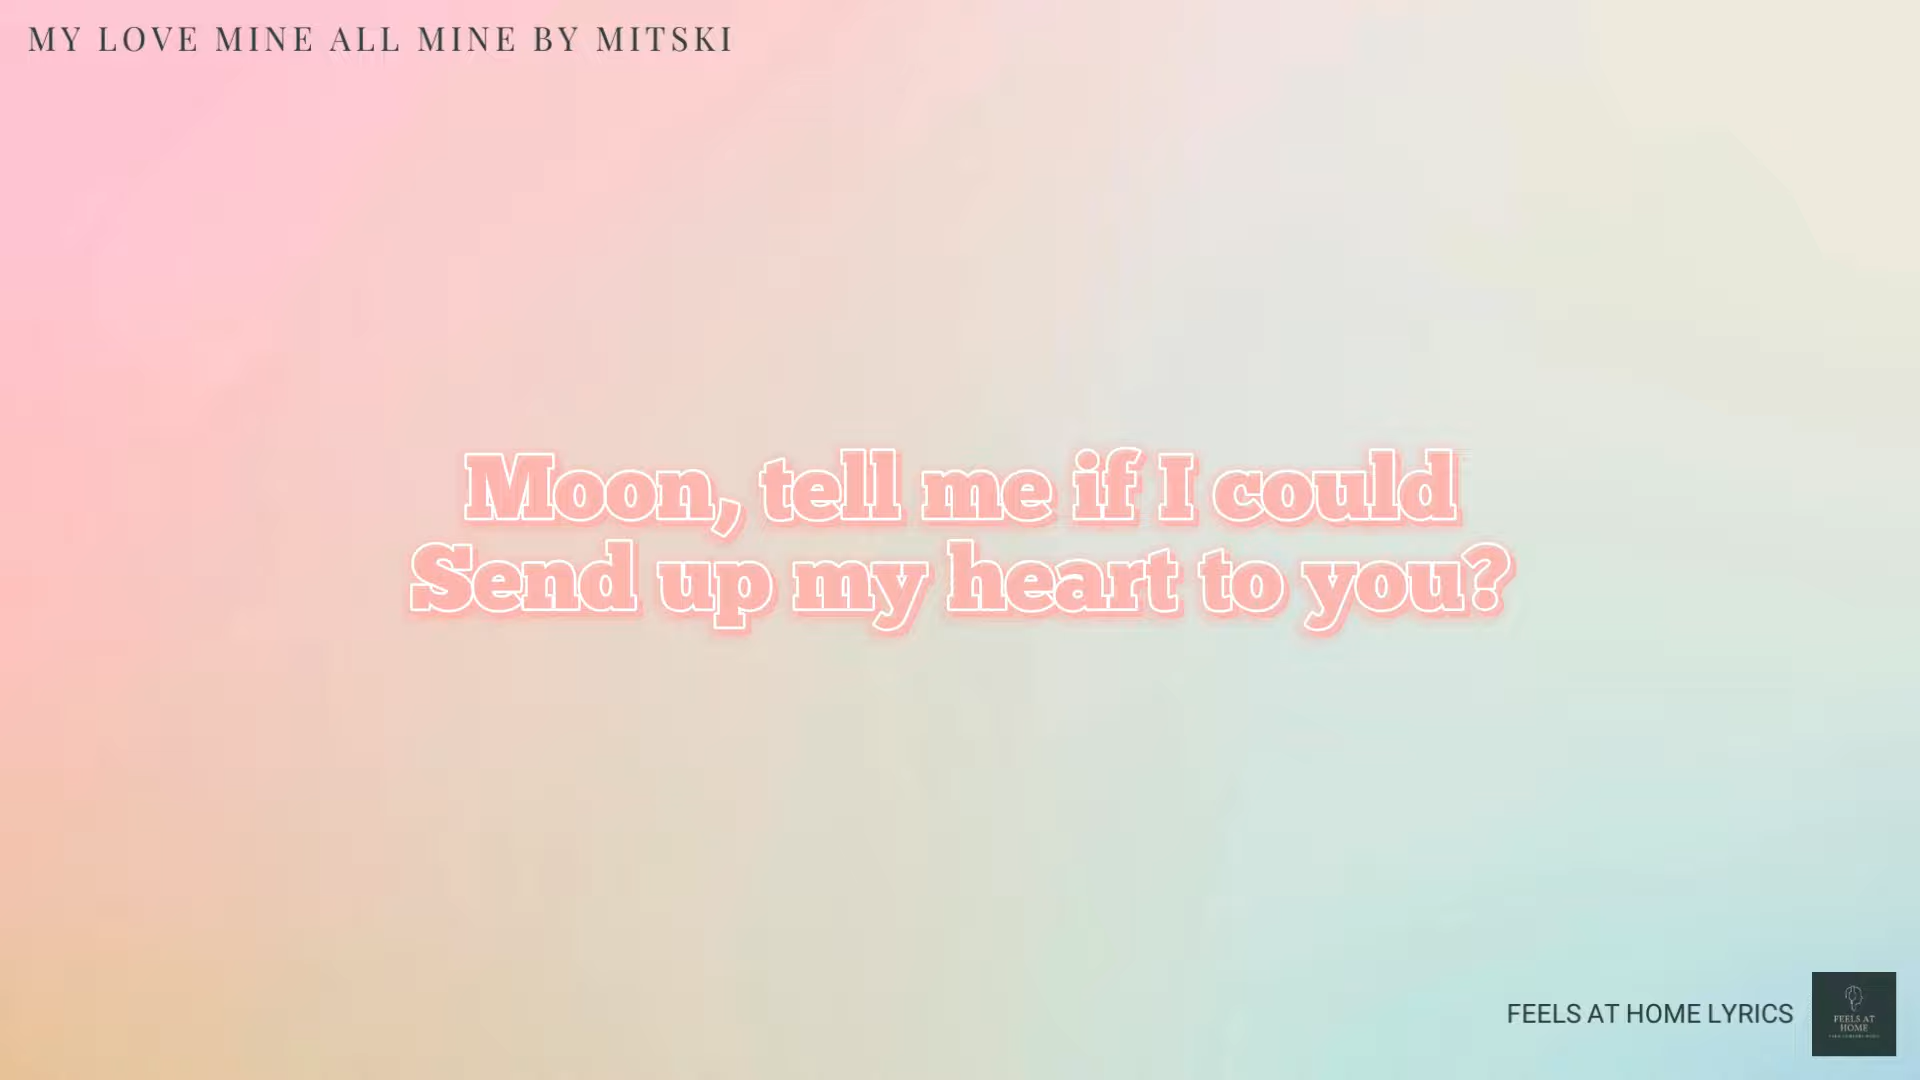 MY LOVE MINE ALL MINE BY MITSKI
Moon, tell me if I could
Send up my heart to you?
FEELS AT HOME LYRICS
FEELS AT
HOME